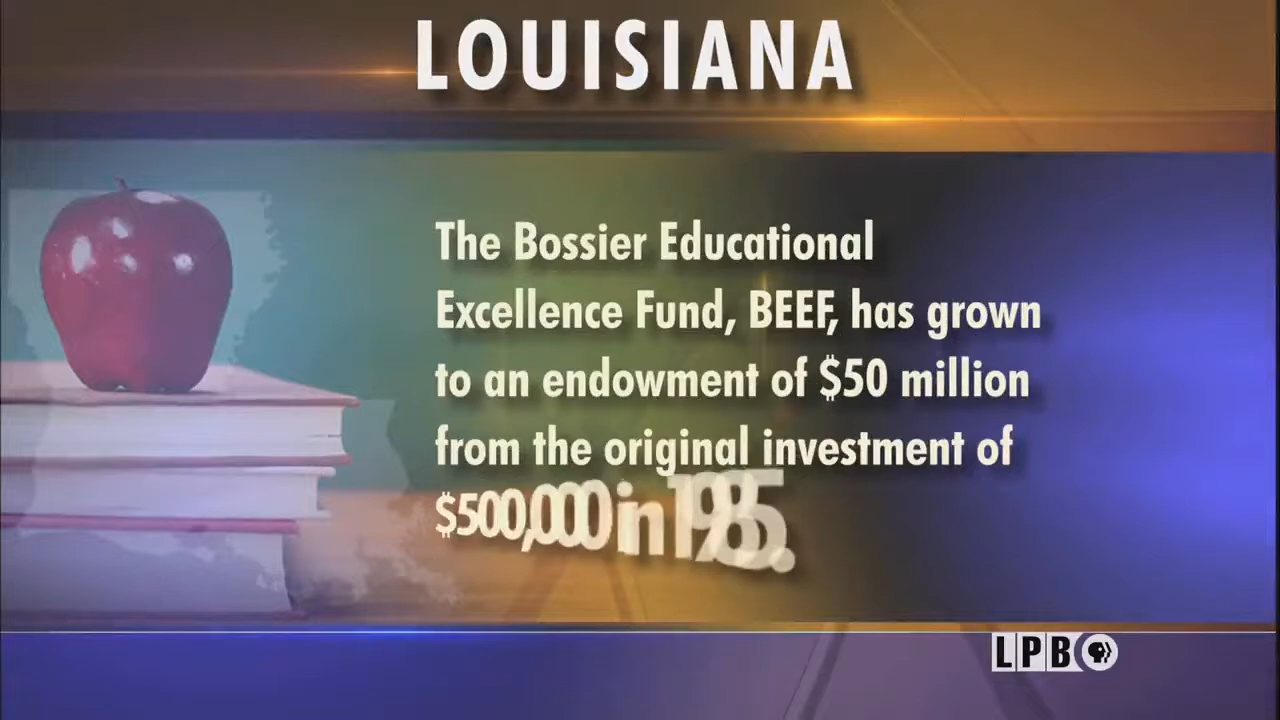 LOUISIANA
The Bossier Educational
Excellence Fund, BEEF, has grown
to an endowment of $50 million
from the original investment of
$500,000 in 1985.
LPB